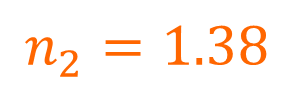 n₂ = 1.38